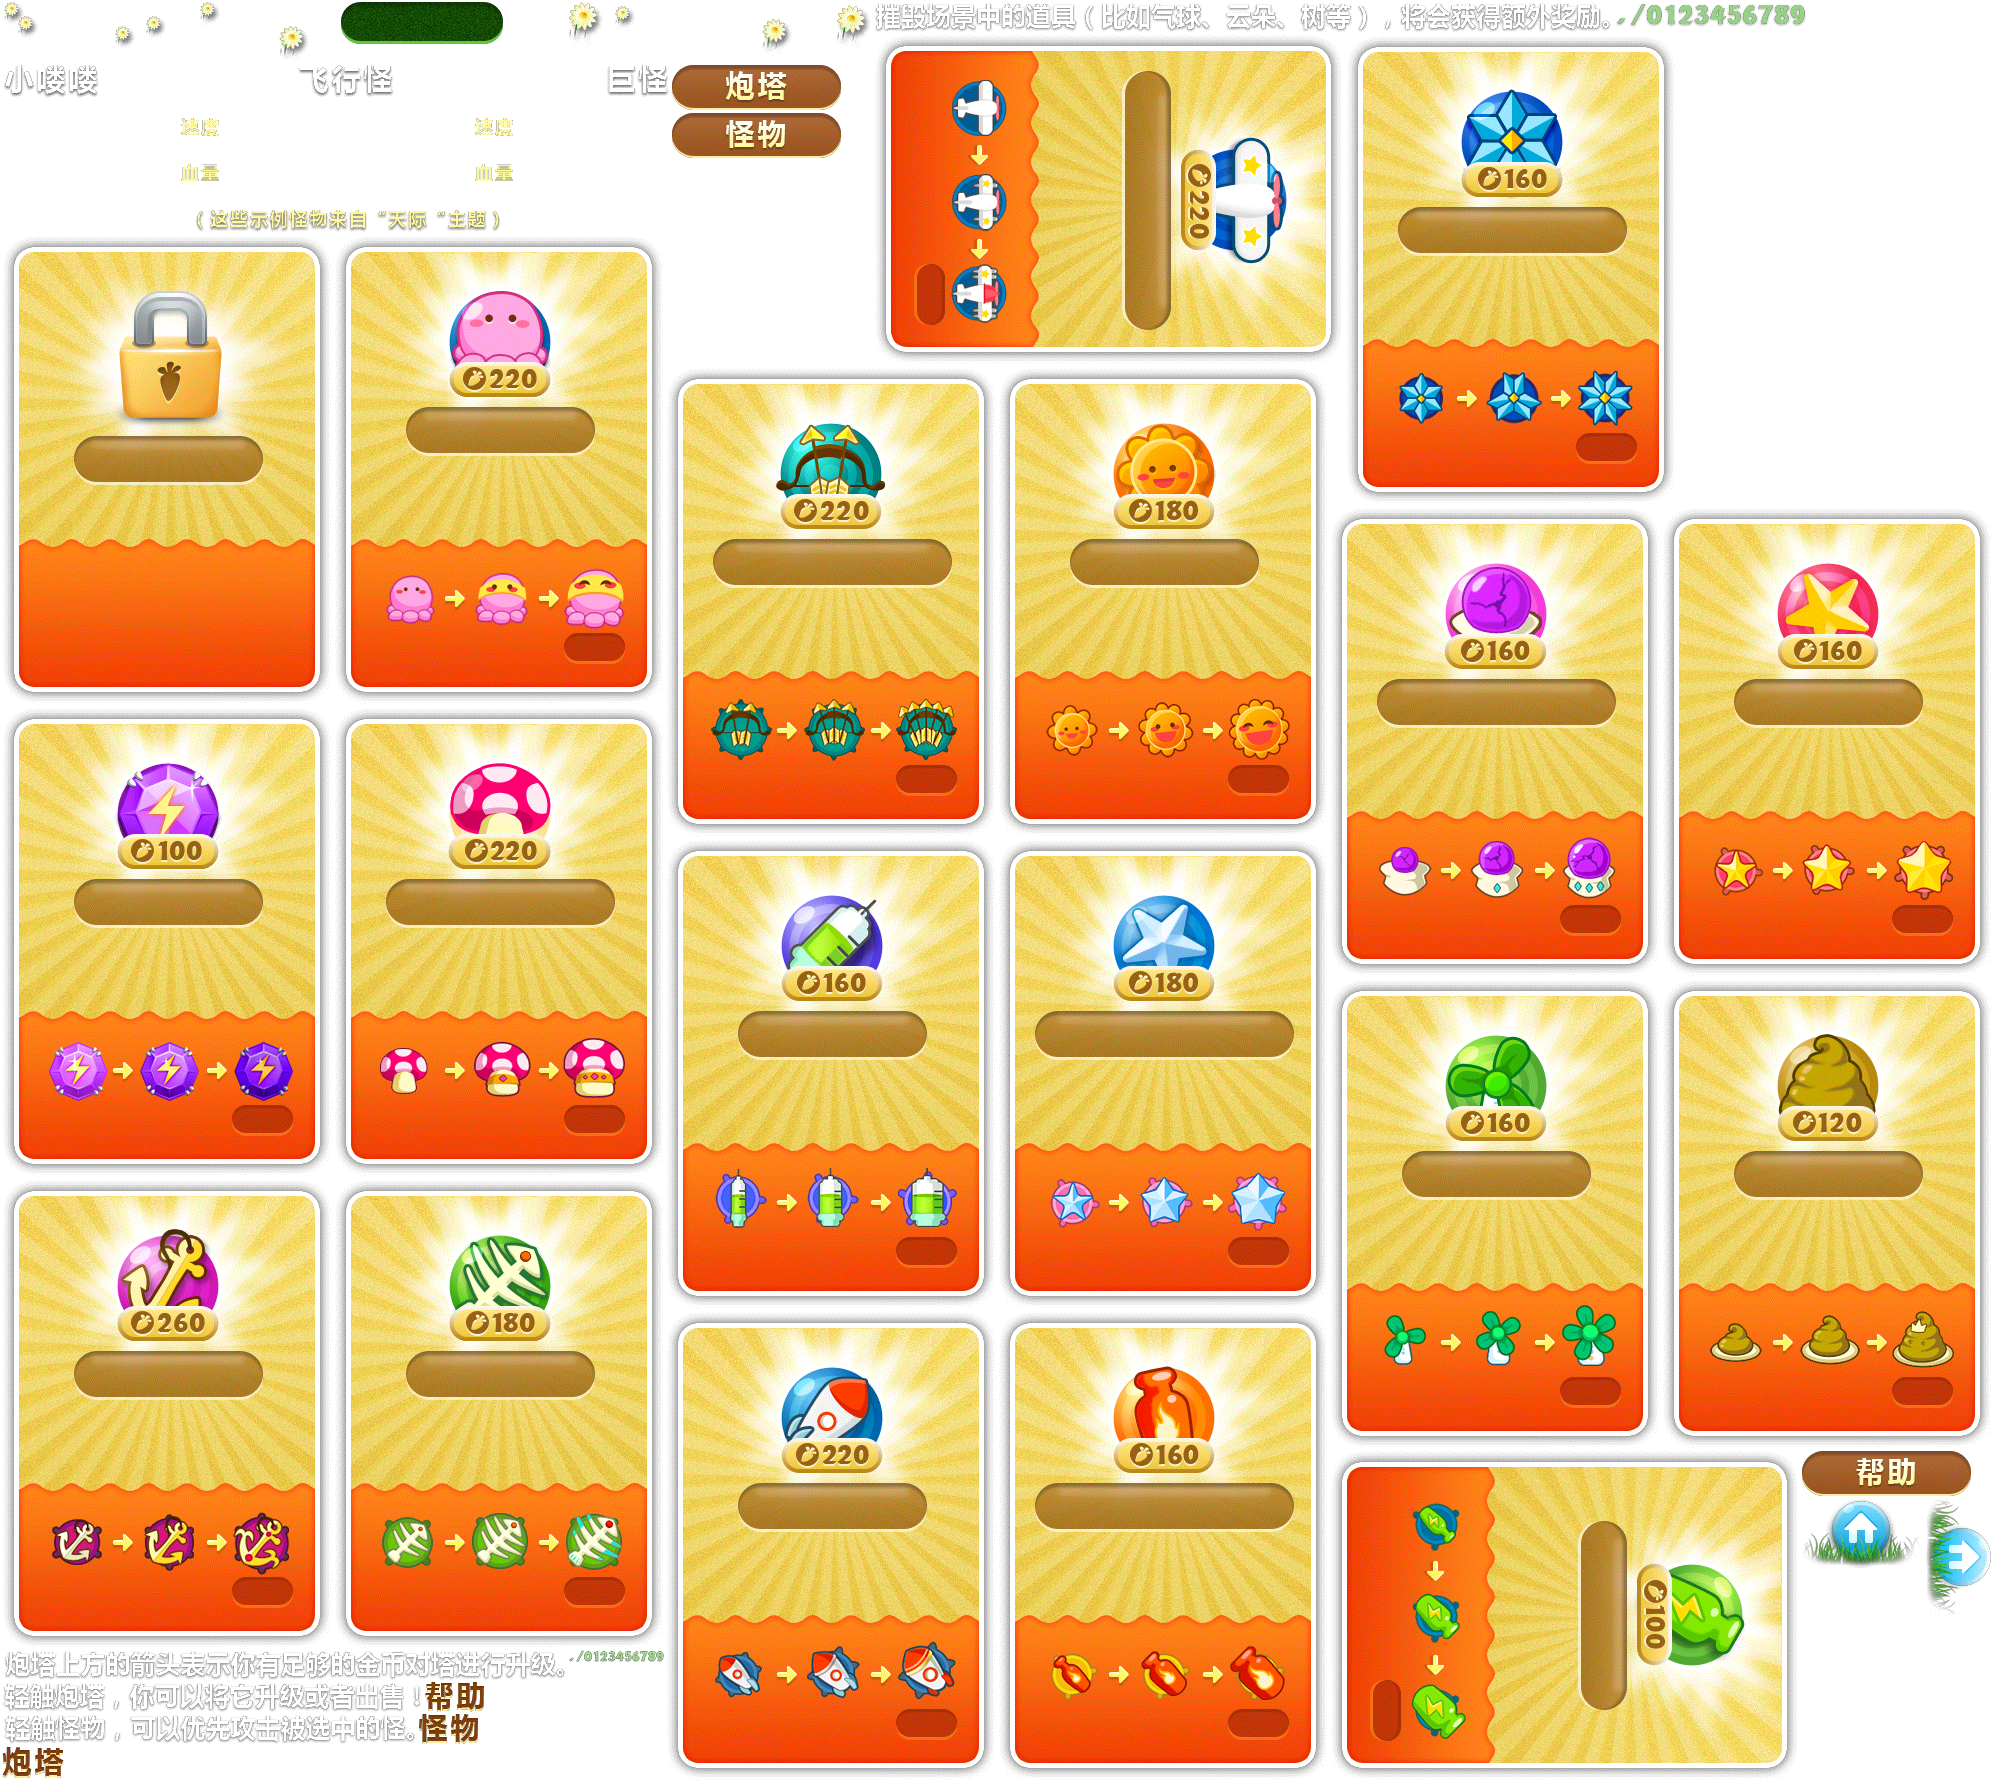 摧毁场景中的道具（比如气球、云朵、树等），将会获得额外奖励。./0123456789
小喽喽
飞行怪
巨怪
炮塔
怪物
速度
速度
血量
血量
（这些示例怪物来自“天际“主题）
220
160
220
220
180
160
160
100
220
160
180
160
120
260
180
220
160
100
帮助
炮塔上方的箭头表示你有足够的金币对塔进行升级。./0123456789
轻触炮塔，你可以将它升级或者出售！帮助
轻触怪物，可以优先攻击被选中的怪。怪物
炮塔